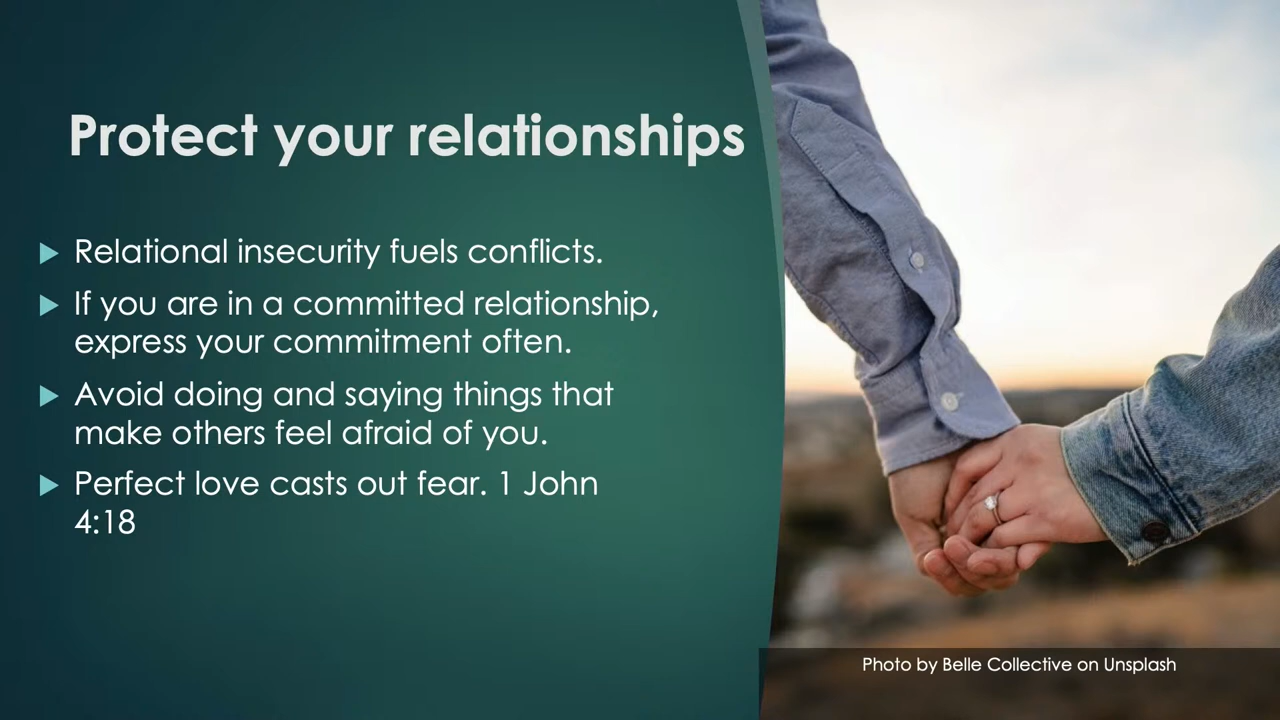 Protect your relationships
Relational insecurity fuels conflicts.
If you are in a committed relationship,
express your commitment often.
Avoid doing and saying things that
make others feel afraid of you.
Perfect love casts out fear. 1 John
4:18
Photo by Belle Collective on Unsplash